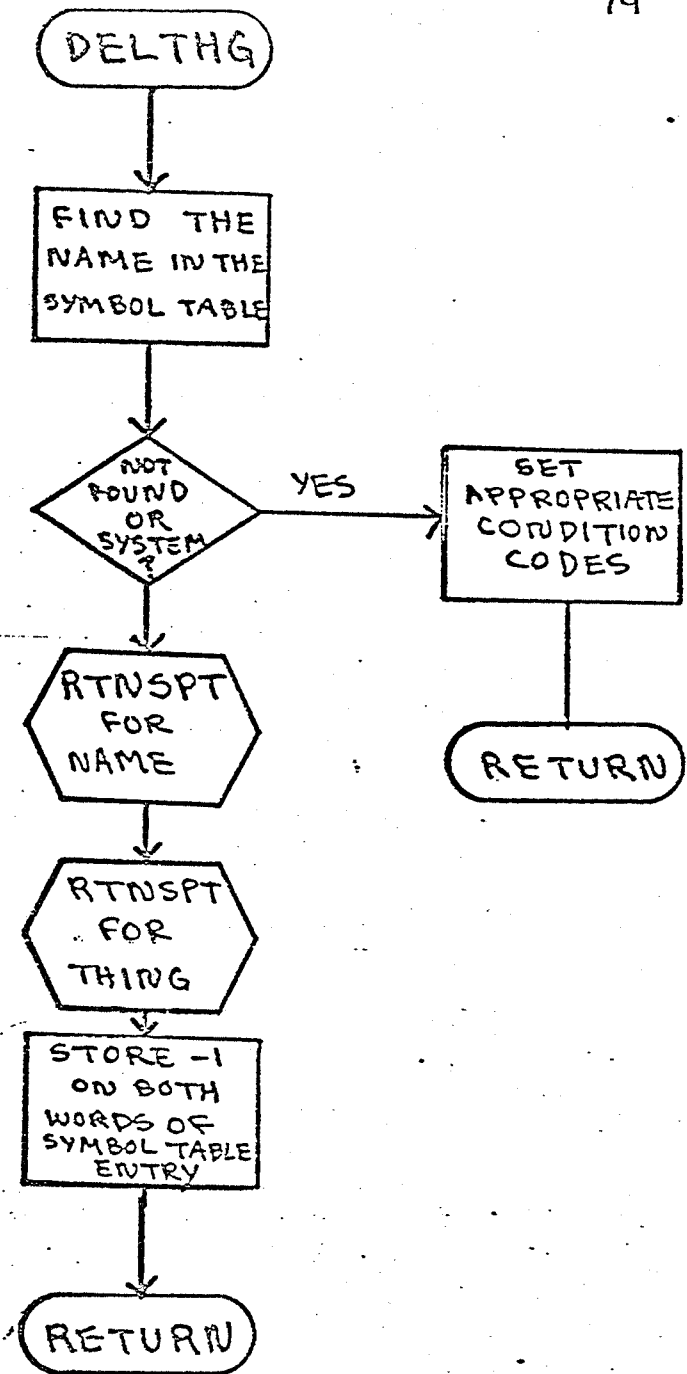 79
DELTHG
FIND THE
NAME IN THE
SYMBOL TABLE
NOT
FOUND
OR
SYSTEM
?
YES
SET
APPROPRIATE
CONDITION
CODES
RETURN
RTNSPT
FOR
NAME
RTNSPT
FOR
THING
STORE -1
ON BOTH
WORDS OF
SYMBOL TABLE
ENTRY
RETURN